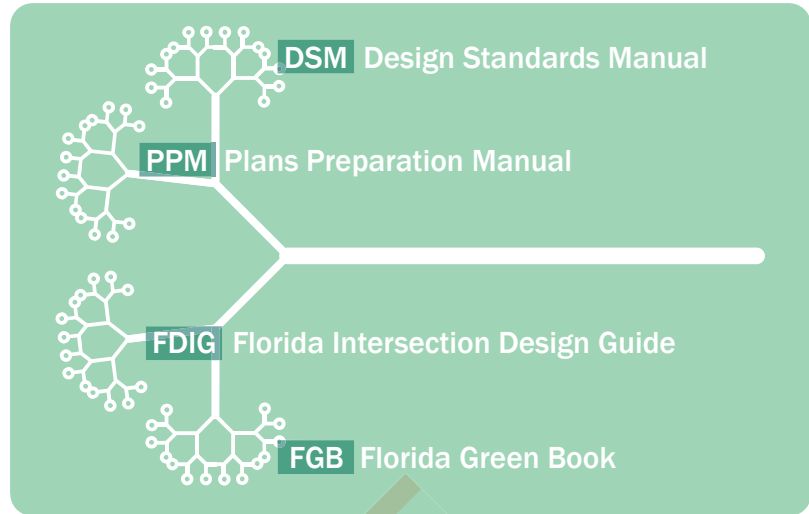 DSM Design Standards Manual
PPM Plans Preparation Manual
FDIG Florida Intersection Design Guide
FGB Florida Green Book